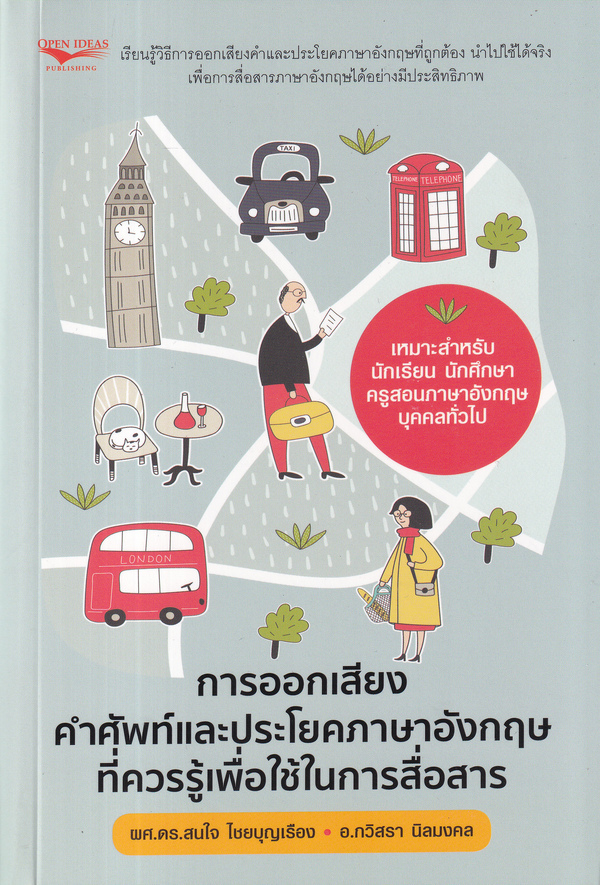 OPEN IDEAS
PUBLISHING
เรียนรู้วิธีการออกเสียงคำและประโยคภาษาอังกฤษที่ถูกต้อง นำไปใช้ได้จริง
เพื่อการสื่อสารภาษาอังกฤษได้อย่างมีประสิทธิภาพ
TAXI
TELEPHONE TELEPHONE
เหมาะสำหรับ
นักเรียน นักศึกษา
ครูสอนภาษาอังกฤษ
บุคคลทั่วไป
LONDON
การออกเสียง
คำศัพท์และประโยคภาษาอังกฤษ
ที่ควรรู้เพื่อใช้ในการสื่อสาร
ผศ.ดร.สนใจ ไชยบุญเรือง • อ.กวิสรา นิลมงคล